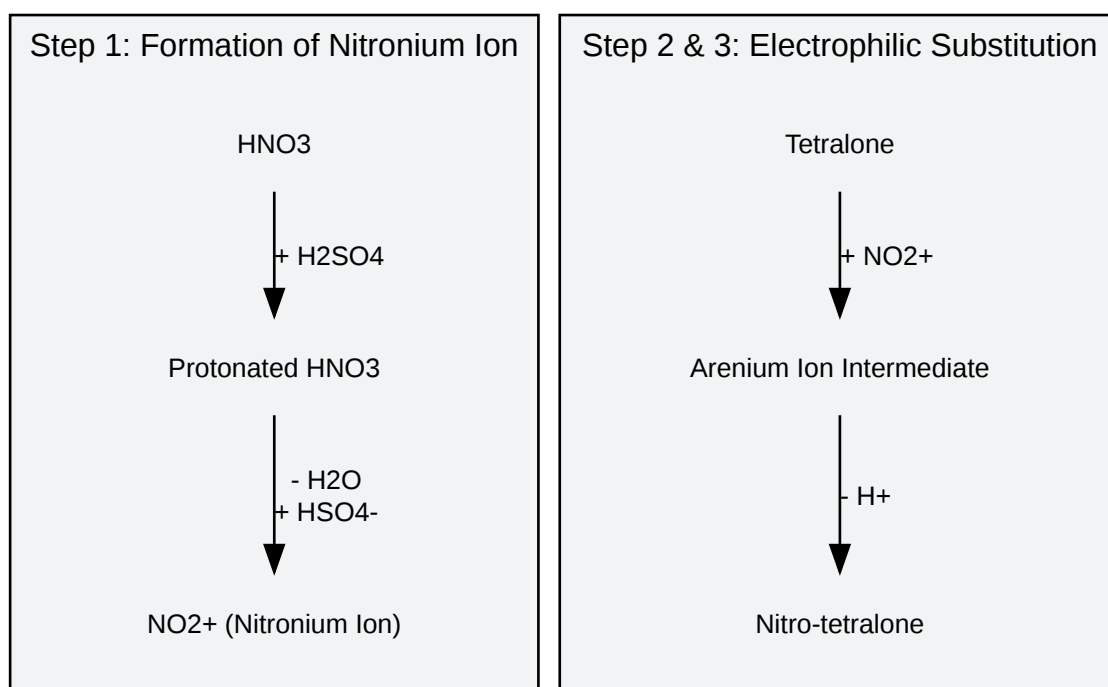 Step 1: Formation of Nitronium Ion
HNO3
+ H2SO4
Protonated HNO3
- H2O
+ HSO4-
NO2+ (Nitronium Ion)
Step 2 & 3: Electrophilic Substitution
Tetralone
+ NO2+
Arenium Ion Intermediate
- H+
Nitro-tetralone